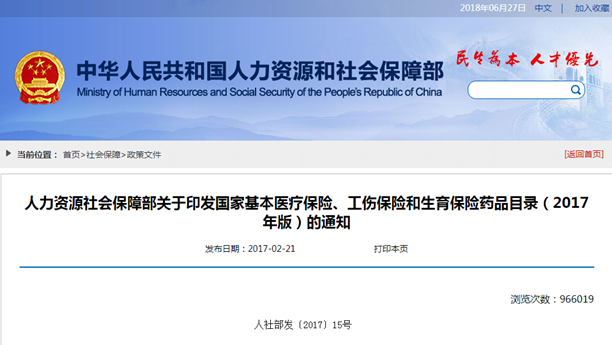 2018年06月27日 中文 | 加入收藏
中华人民共和国人力资源和社会保障部
Ministry of Human Resources and Social Security of the People's Republic of China
民生为本 人才优先
当前位置： 首页>社会保障>政策文件
[返回首页]
人力资源社会保障部关于印发国家基本医疗保险、工伤保险和生育保险药品目录（2017
年版）的通知
发布日期：2017-02-21 打印本页
浏览次数：966019
人社部发〔2017〕15号